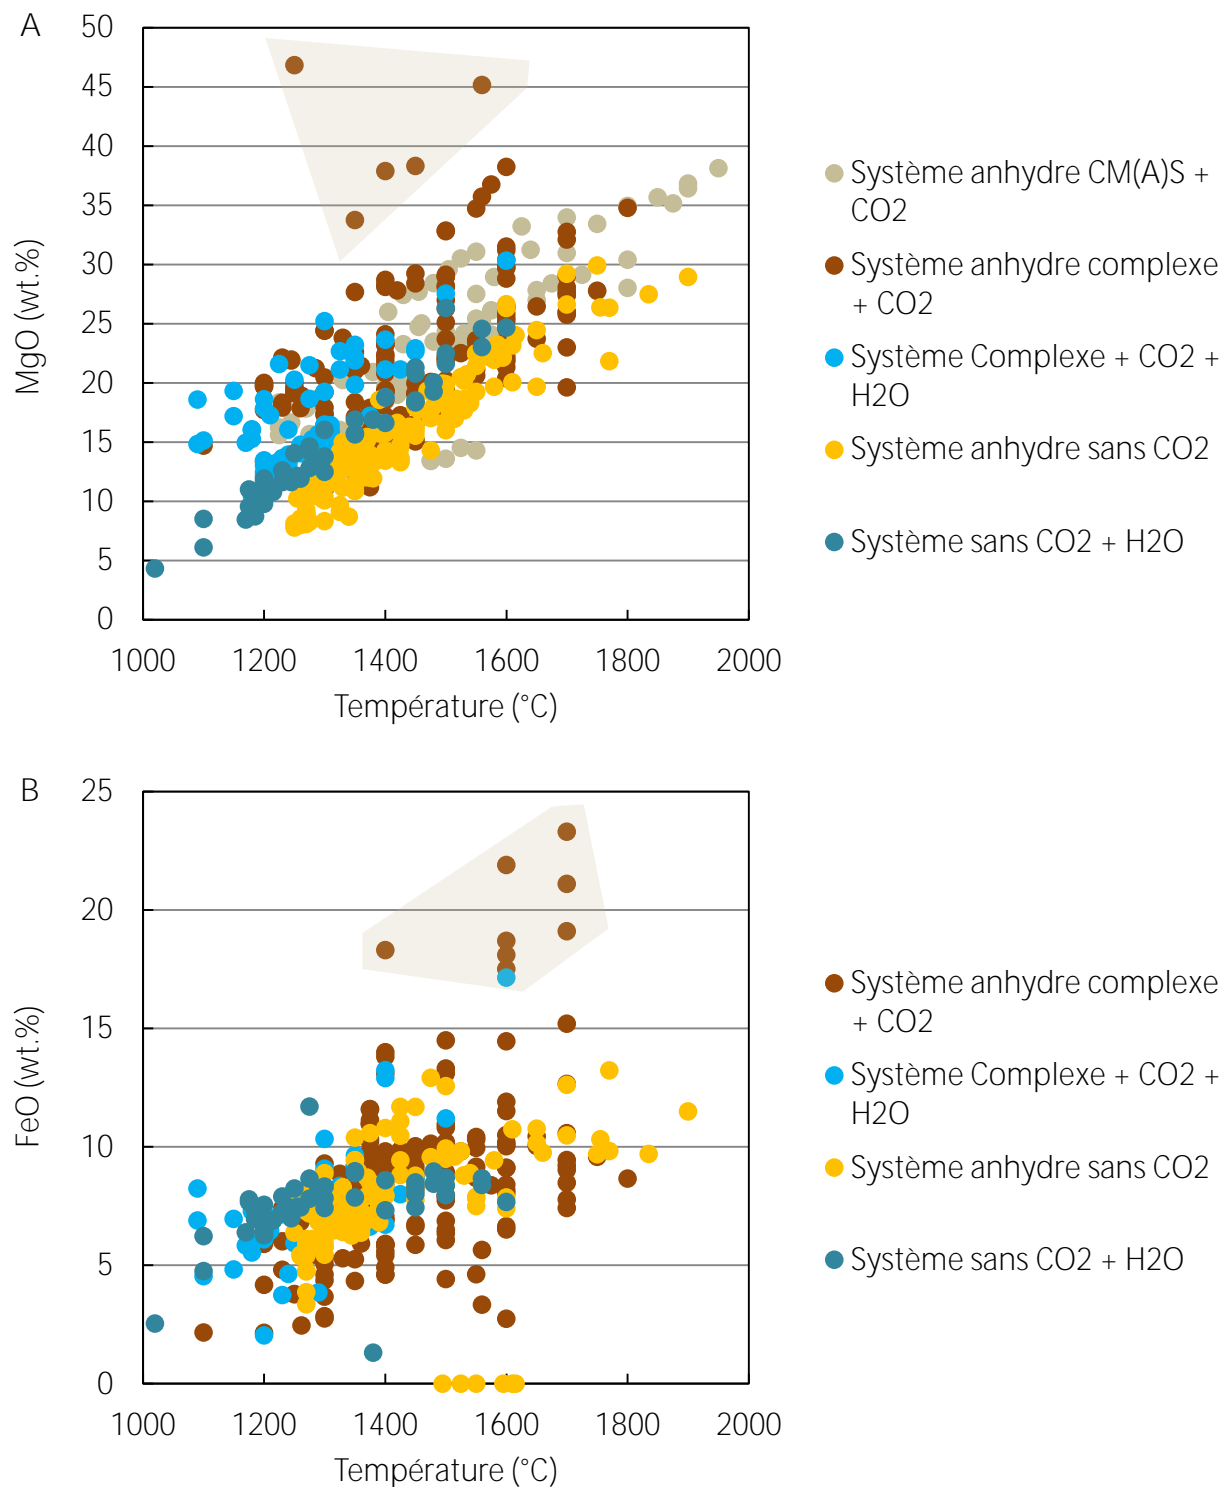 A
50
45
40
35
30
25
20
15
10
5
0
MgO (wt.%)
1000 1200 1400 1600 1800 2000
Température (°C)
Système anhydre CM(A)S +
CO2
Système anhydre complexe
+ CO2
Système Complexe + CO2 +
H2O
Système anhydre sans CO2
Système sans CO2 + H2O
B
25
20
15
10
5
0
FeO (wt.%)
1000 1200 1400 1600 1800 2000
Température (°C)
Système anhydre complexe
+ CO2
Système Complexe + CO2 +
H2O
Système anhydre sans CO2
Système sans CO2 + H2O